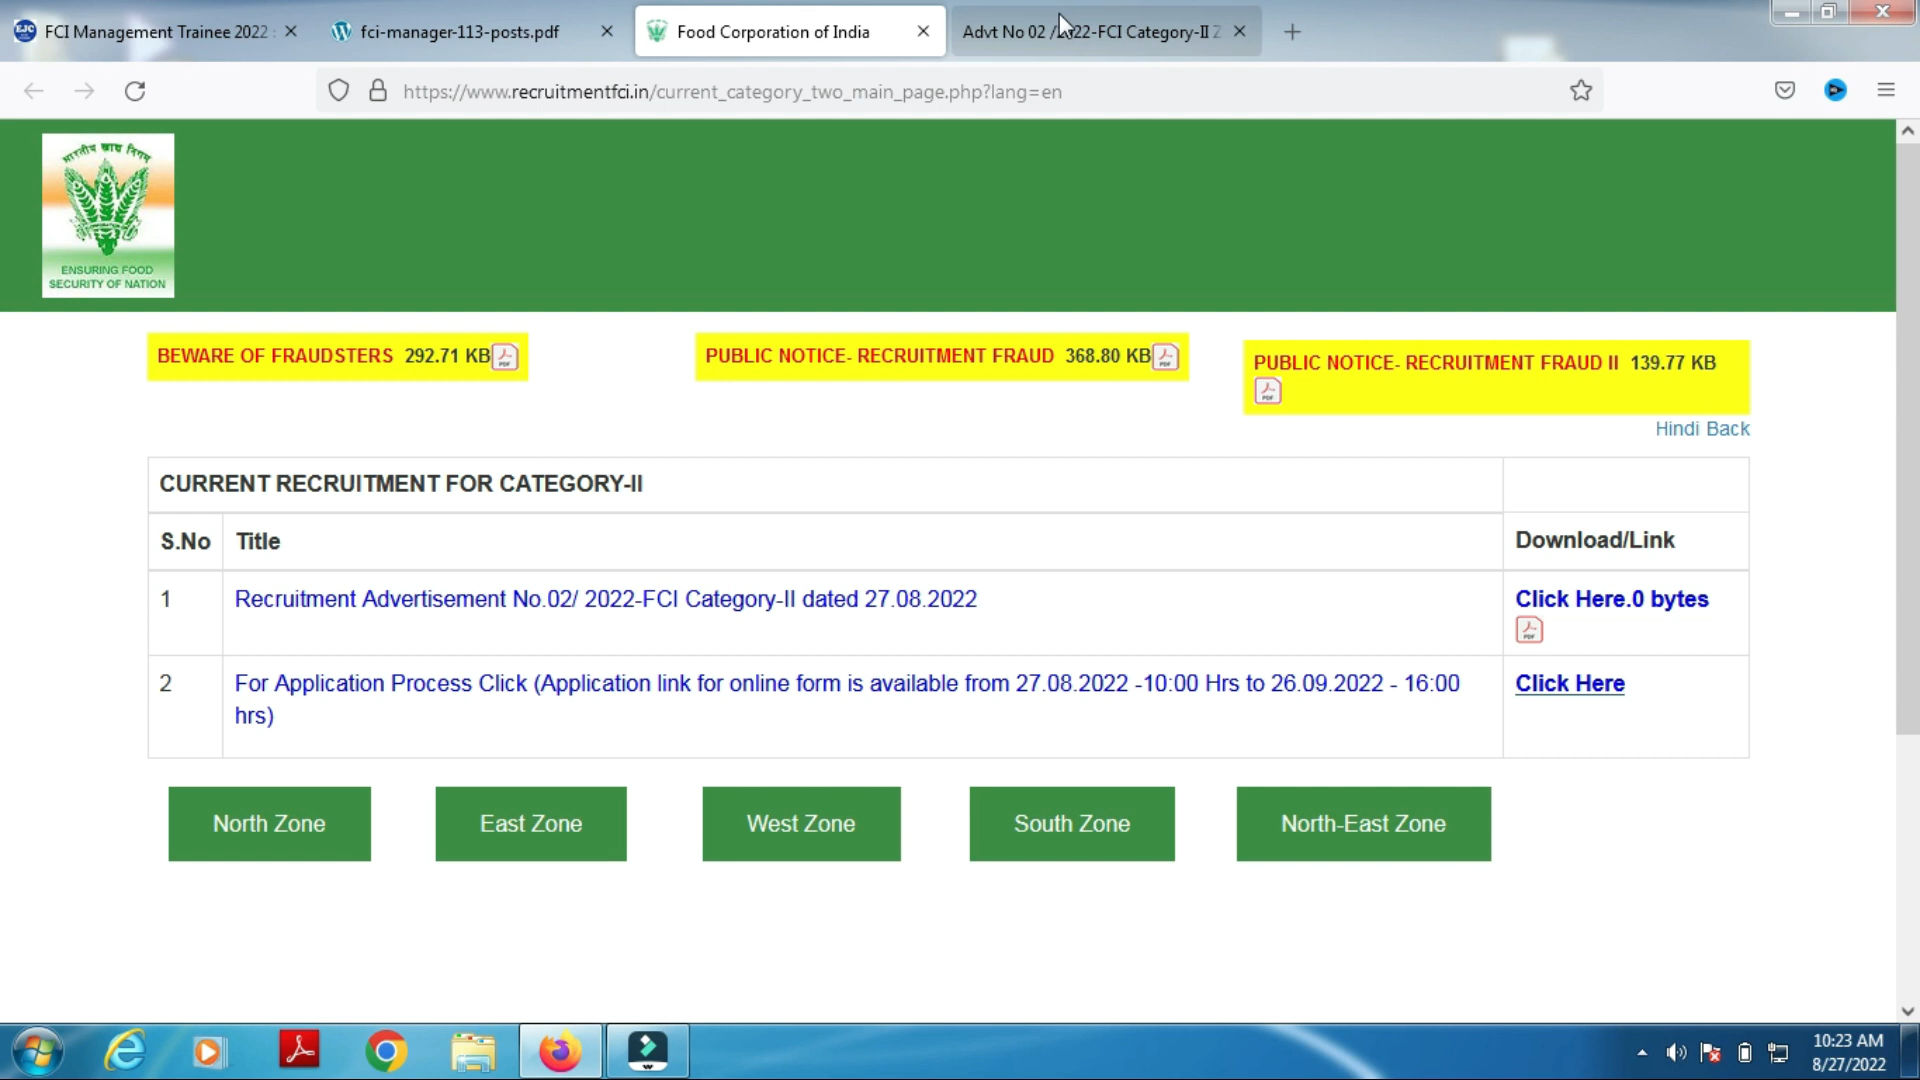 FCI Management Trainee 2022 :
fci-manager-113-posts.pdf
Food Corporation of India
Advt No 02 /2022-FCI Category-II Z
https://www.recruitmentfci.in/current_category_two_main_page.php?lang=en
भारतीय खाद्य निगम
ENSURING FOOD
SECURITY OF NATION
BEWARE OF FRAUDSTERS 292.71 KB
PUBLIC NOTICE- RECRUITMENT FRAUD 368.80 KB
PUBLIC NOTICE- RECRUITMENT FRAUD II 139.77 KB
Hindi Back
CURRENT RECRUITMENT FOR CATEGORY-II
S.No Title Download/Link
1 Recruitment Advertisement No.02/ 2022-FCI Category-II dated 27.08.2022 Click Here.0 bytes
2 For Application Process Click (Application link for online form is available from 27.08.2022 -10:00 Hrs to 26.09.2022 - 16:00 Click Here
hrs)
North Zone East Zone West Zone South Zone North-East Zone
10:23 AM
8/27/2022